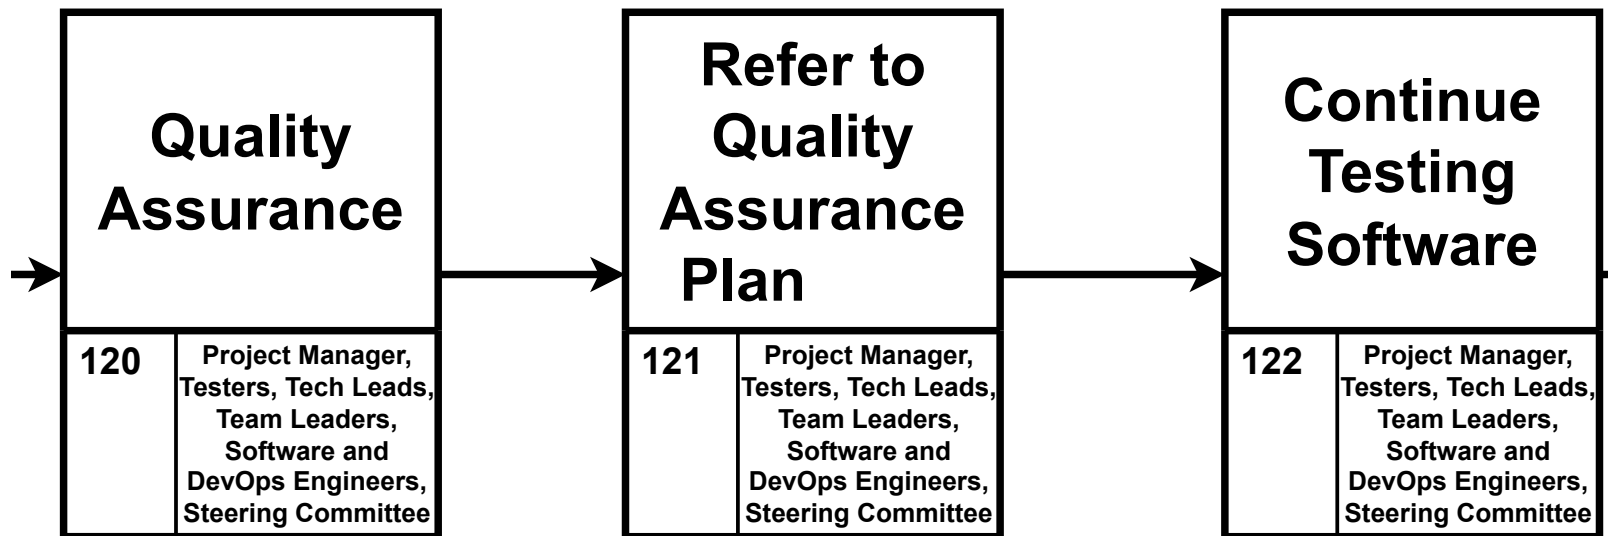 Quality
Assurance
120
Project Manager,
Testers, Tech Leads,
Team Leaders,
Software and
DevOps Engineers,
Steering Committee
Refer to
Quality
Assurance
Plan
121
Project Manager,
Testers, Tech Leads,
Team Leaders,
Software and
DevOps Engineers,
Steering Committee
Continue
Testing
Software
122
Project Manager,
Testers, Tech Leads,
Team Leaders,
Software and
DevOps Engineers,
Steering Committee